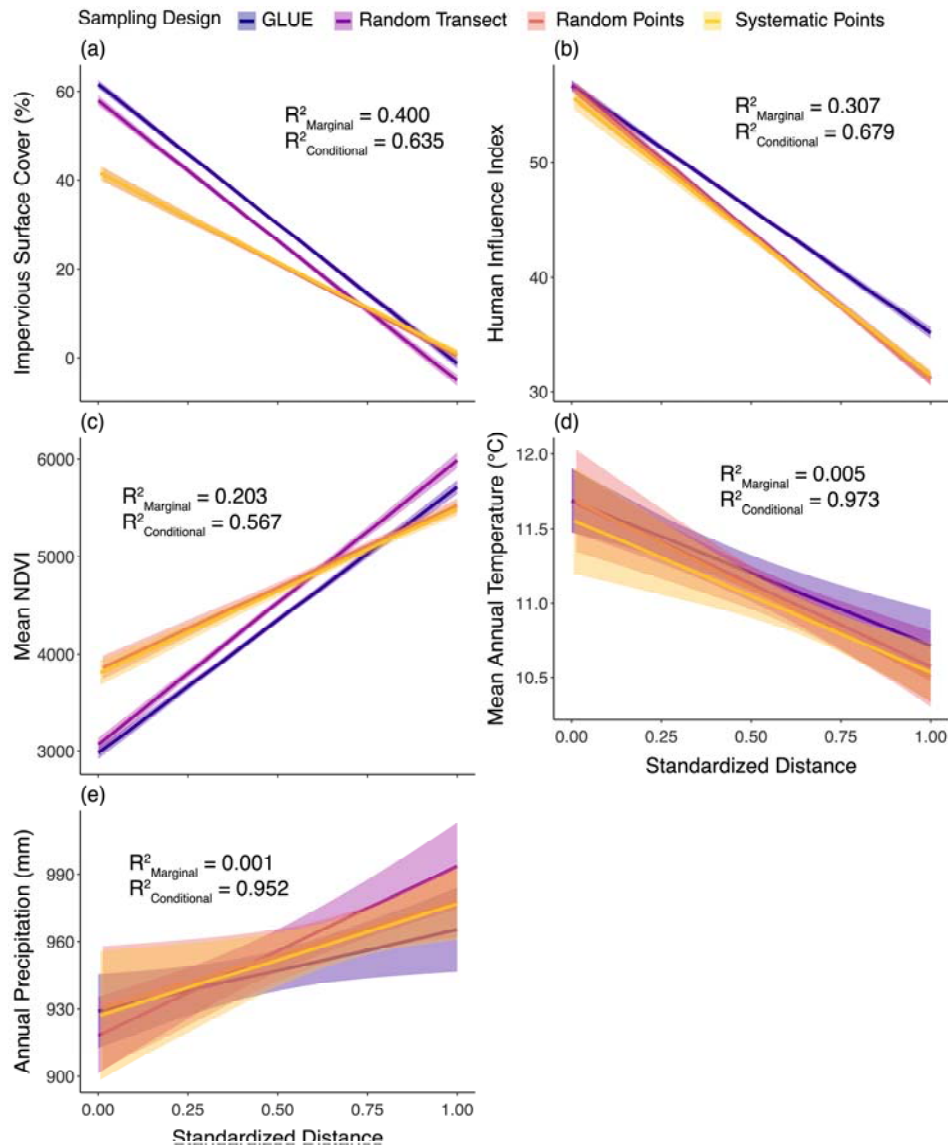 Sampling Design GLUE Random Transect Random Points Systematic Points
(a)
Impervious Surface Cover (%)
60
40
20
0
R²Marginal = 0.400
R²Conditional = 0.635
(b)
Human Influence Index
50
40
30
R²Marginal = 0.307
R²Conditional = 0.679
(c)
Mean NDVI
6000
5000
4000
3000
R²Marginal = 0.203
R²Conditional = 0.567
(d)
Mean Annual Temperature (°C)
12.0
11.5
11.0
10.5
R²Marginal = 0.005
R²Conditional = 0.973
0.00 0.25 0.50 0.75 1.00
Standardized Distance
(e)
Annual Precipitation (mm)
990
960
930
900
R²Marginal = 0.001
R²Conditional = 0.952
0.00 0.25 0.50 0.75 1.00
Standardized Distance